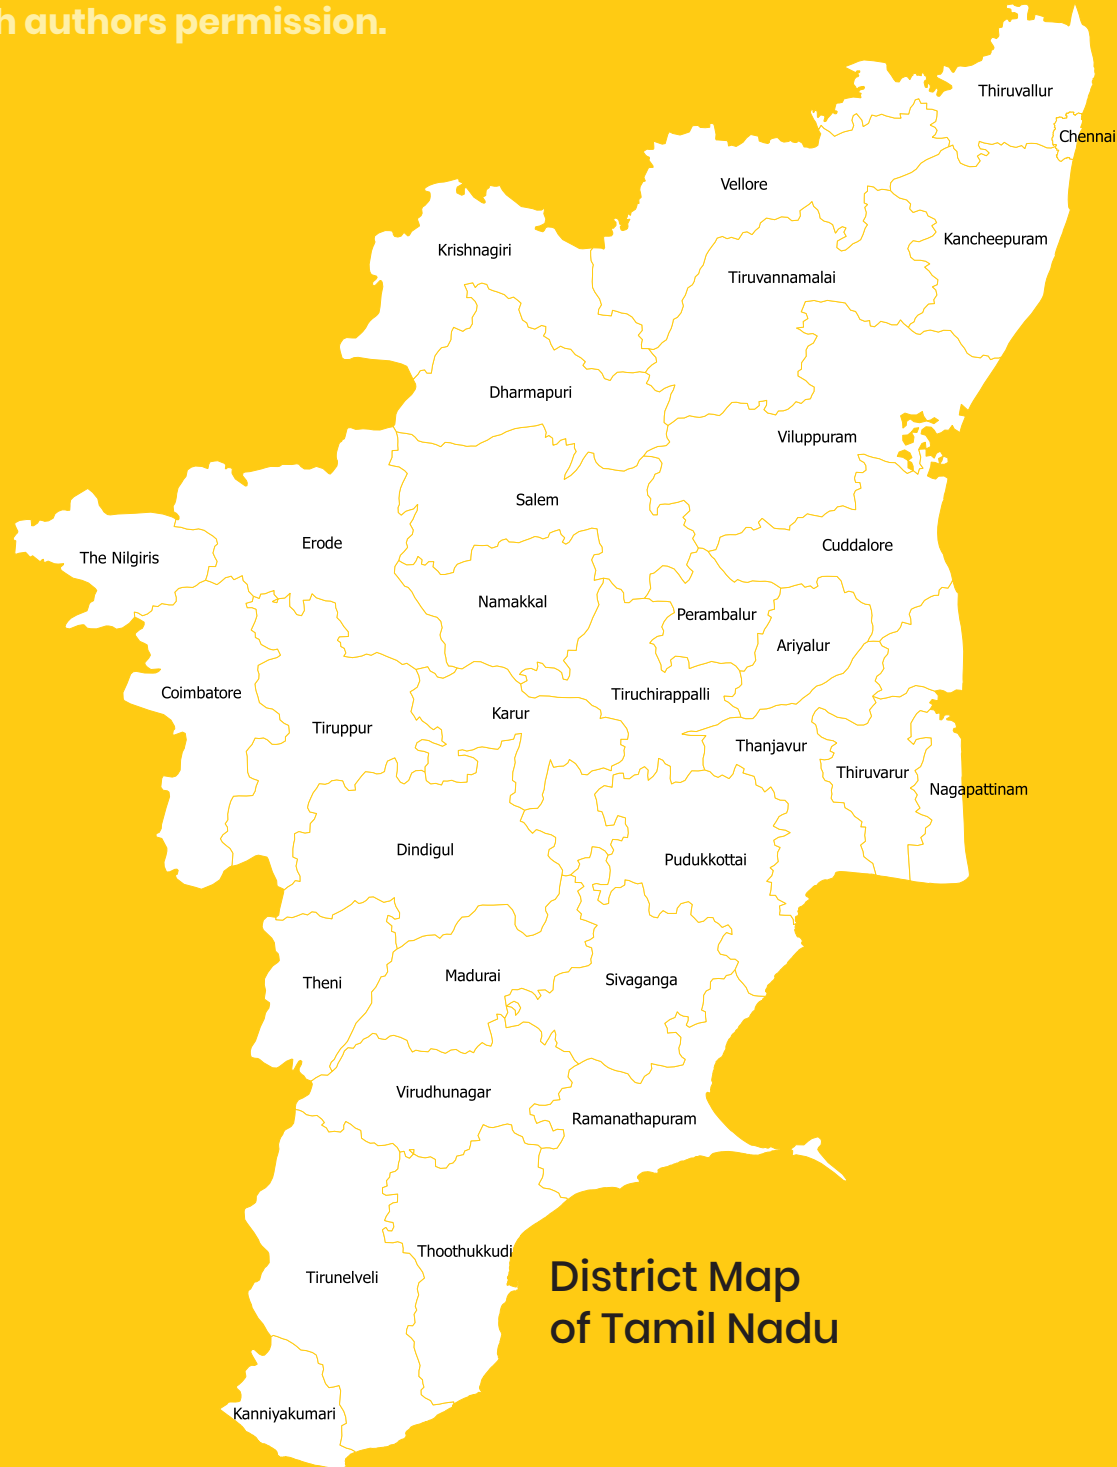 h authors permission.
Thiruvallur
Chennai
Vellore
Kancheepuram
Krishnagiri
Tiruvannamalai
Dharmapuri
Viluppuram
Salem
Erode
Cuddalore
The Nilgiris
Namakkal
Perambalur
Ariyalur
Coimbatore
Tiruchirappalli
Karur
Tiruppur
Thanjavur
Thiruvarur
Nagapattinam
Dindigul
Pudukkottai
Madurai
Sivaganga
Theni
Virudhunagar
Ramanathapuram
Thoothukkudi
Tirunelveli
District Map
of Tamil Nadu
Kanniyakumari